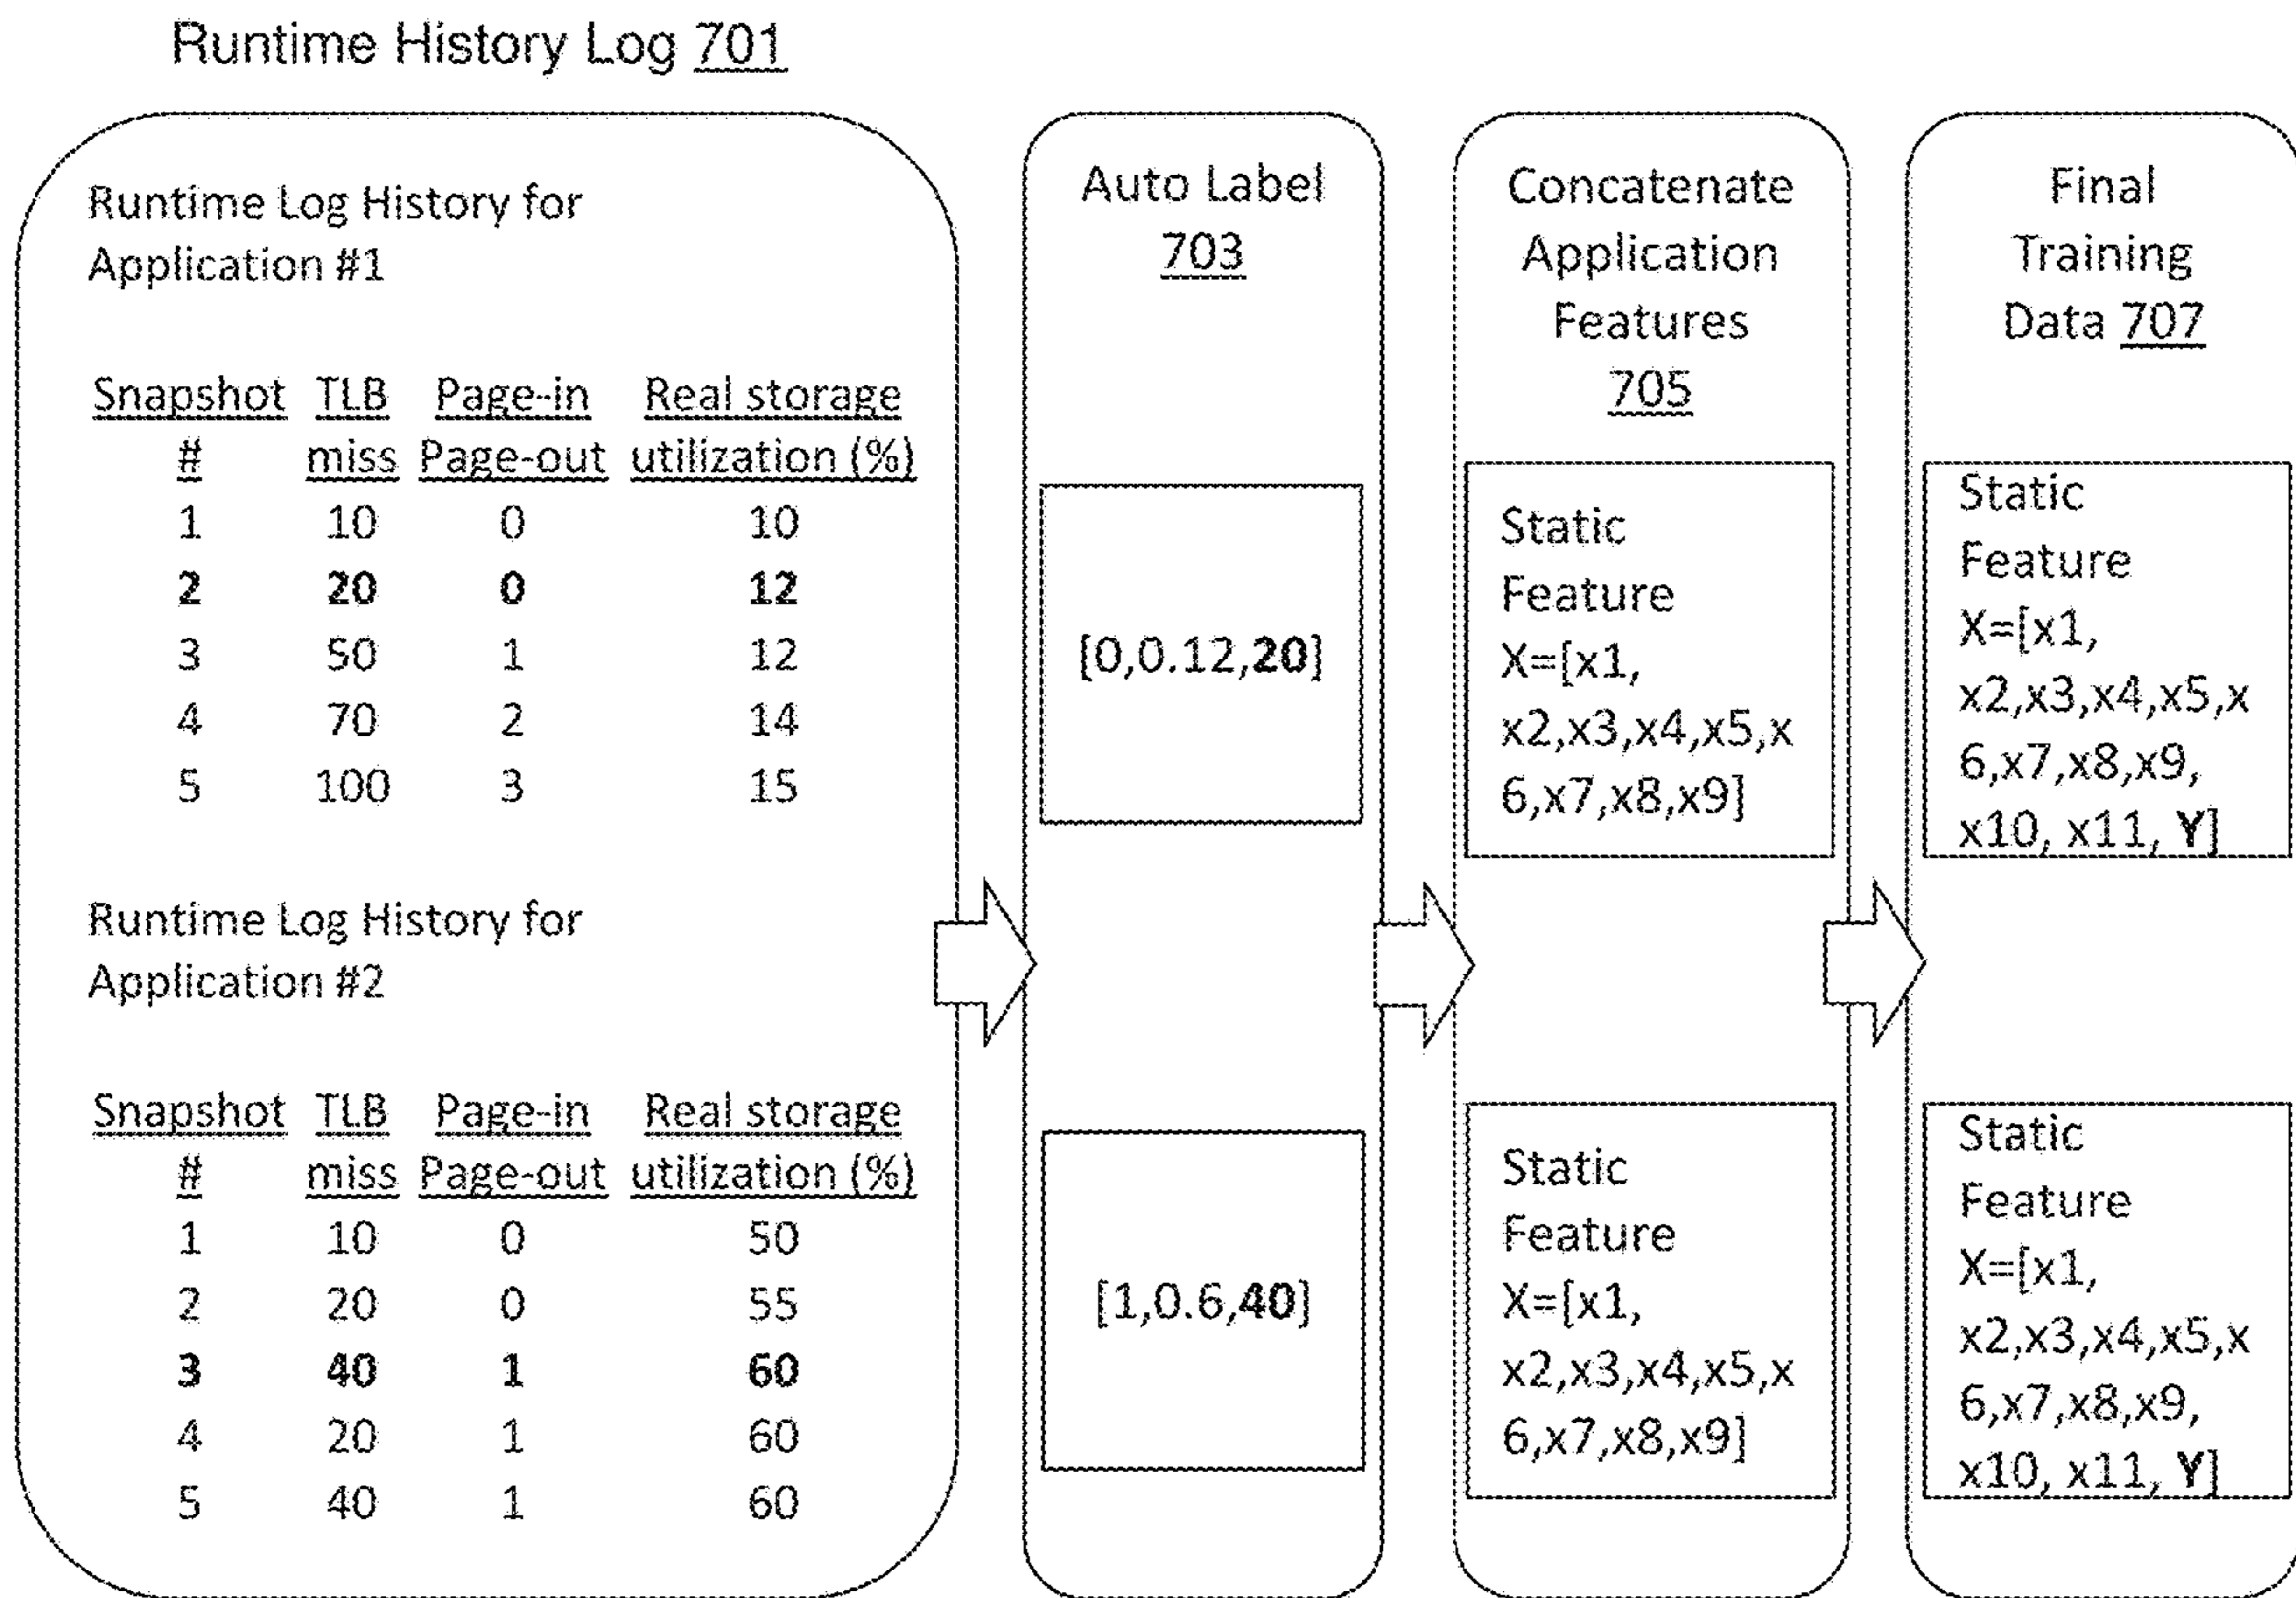 Runtime History Log 701
Runtime Log History for
Application #1
Snapshot TLB Page-in Real storage
# miss Page-out utilization (%)
1 10 0 10
2 20 0 12
3 50 1 12
4 70 2 14
5 100 3 15
Runtime Log History for
Application #2
Snapshot TLB Page-in Real storage
# miss Page-out utilization (%)
1 10 0 50
2 20 0 55
3 40 1 60
4 20 1 60
5 40 1 60
Auto Label
703
[0,0.12,20]
[1,0.6,40]
Concatenate
Application
Features
705
Static
Feature
X=[x1,
x2,x3,x4,x5,x
6,x7,x8,x9]
Static
Feature
X=[x1,
x2,x3,x4,x5,x
6,x7,x8,x9]
Final
Training
Data 707
Static
Feature
X=[x1,
x2,x3,x4,x5,x
6,x7,x8,x9,
x10, x11, Y]
Static
Feature
X=[x1,
x2,x3,x4,x5,x
6,x7,x8,x9,
x10, x11, Y]